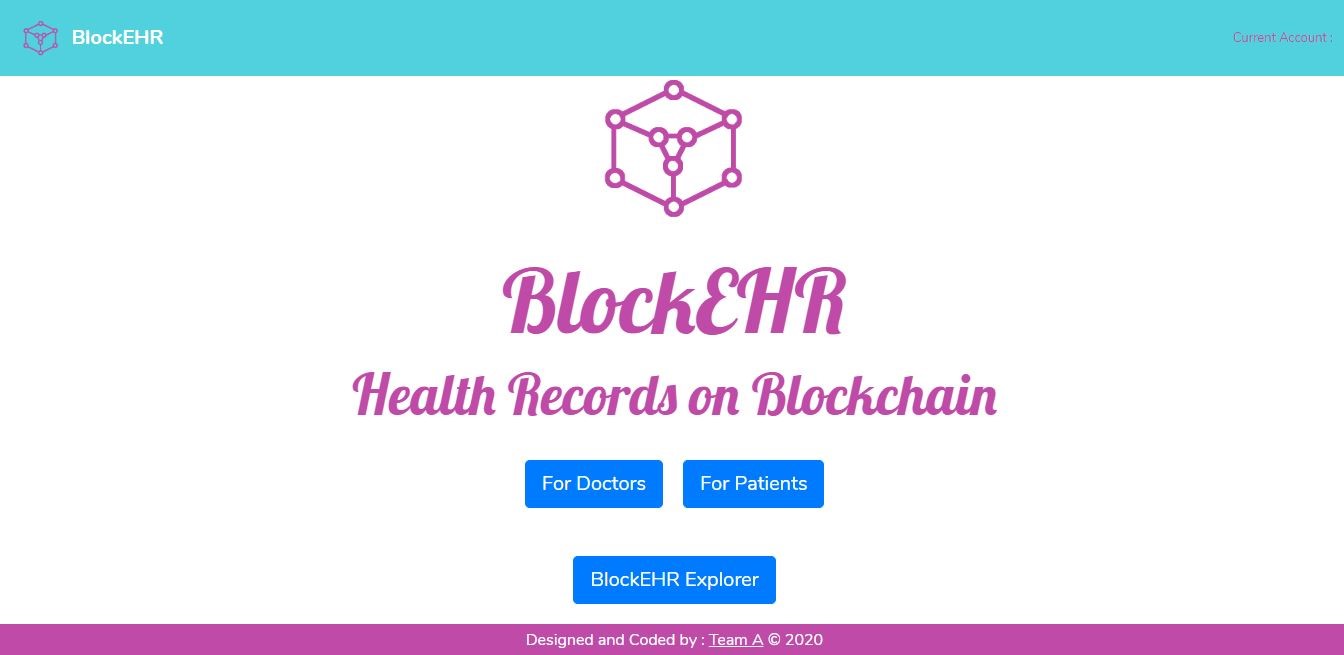 BlockEHR
Current Account :
BlockEHR
Health Records on Blockchain
For Doctors
For Patients
BlockEHR Explorer
Designed and Coded by : Team A © 2020